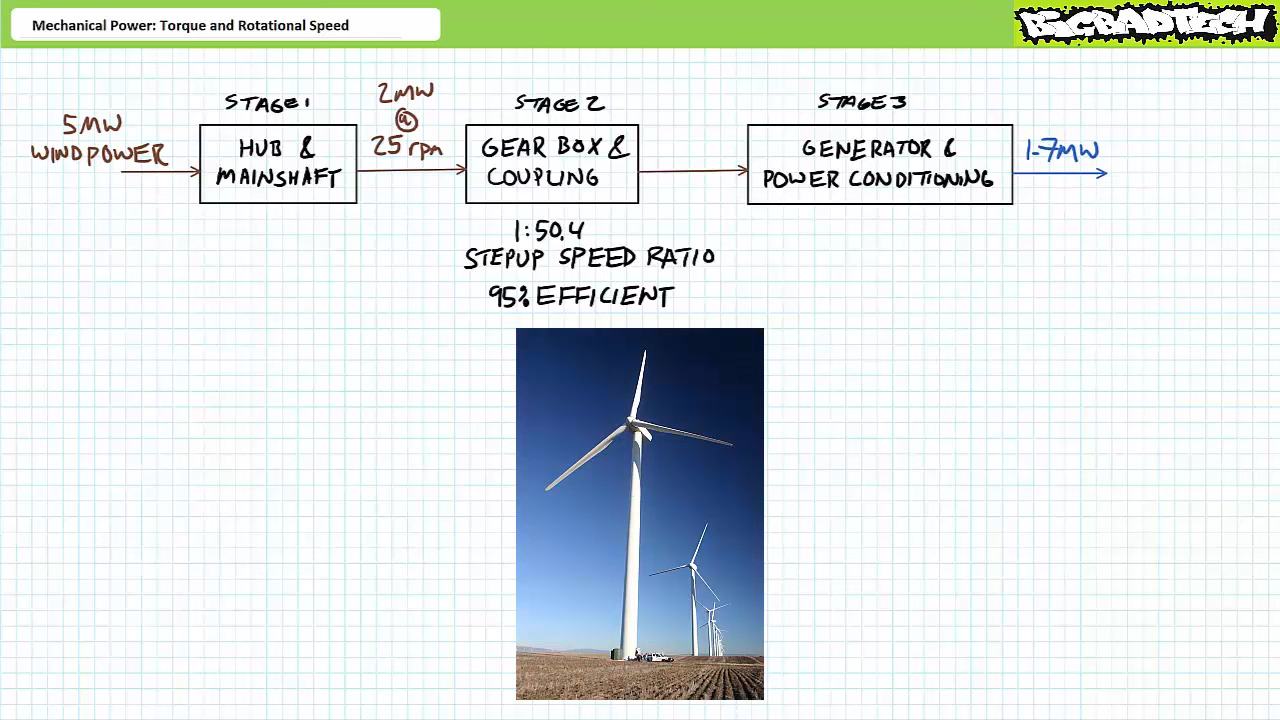 Mechanical Power: Torque and Rotational Speed
BIGBADTECH
STAGE 1
2MW
@
25 rpm
STAGE 2
STAGE 3
5MW
WINDPOWER
HUB &
MAINSHAFT
GEAR BOX &
COUPLING
GENERATOR &
POWER CONDITIONING
1.7MW
1:50.4
STEPUP SPEED RATIO
95% EFFICIENT